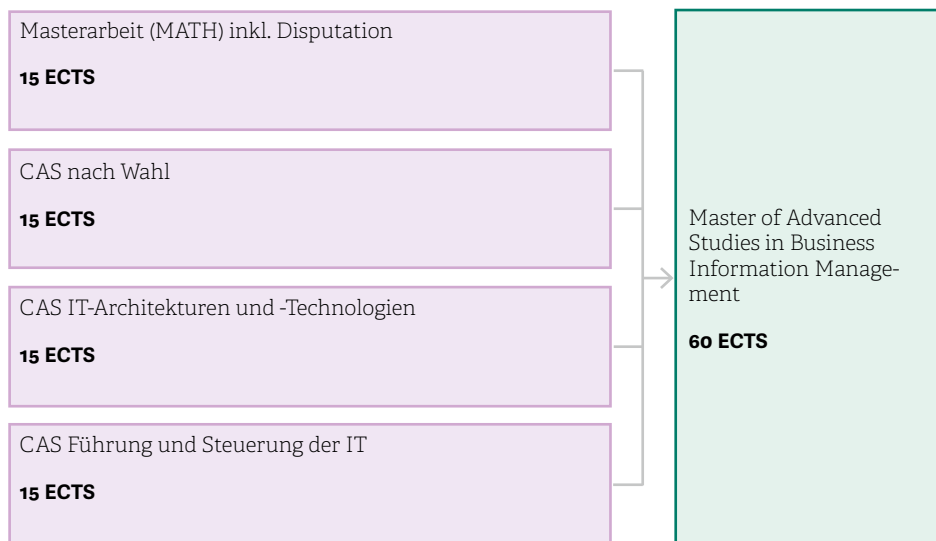 Masterarbeit (MATH) inkl. Disputation
15 ECTS
CAS nach Wahl
15 ECTS
CAS IT-Architekturen und -Technologien
15 ECTS
CAS Führung und Steuerung der IT
15 ECTS
Master of Advanced
Studies in Business
Information Manage-
ment
60 ECTS